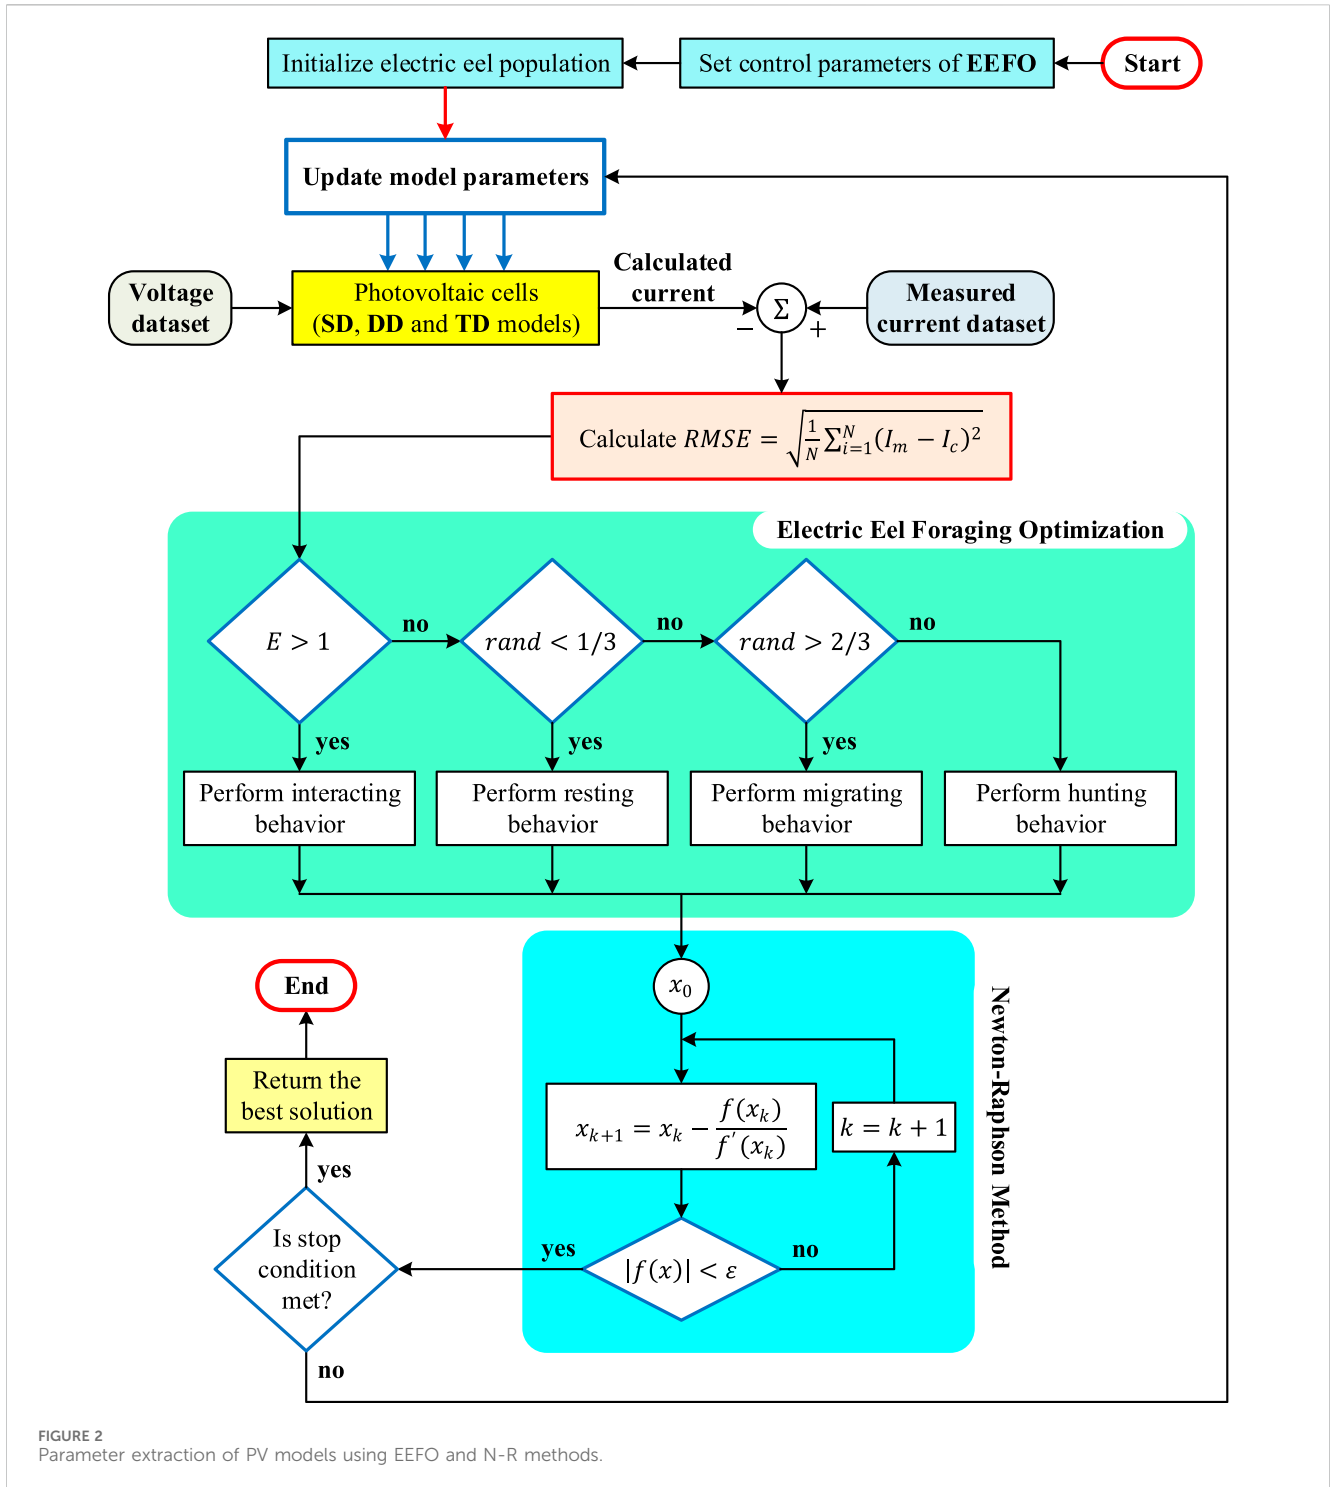 Initialize electric eel population
Set control parameters of EEFO
Start
Update model parameters
Voltage
dataset
Photovoltaic cells
(SD, DD and TD models)
Calculated
current
Σ
− +
Measured
current dataset
Calculate RMSE = √(1/N ∑_{i=1}^{N}(I_m − I_c)²)
Electric Eel Foraging Optimization
E > 1
no
rand < 1/3
no
rand > 2/3
no
yes
yes
yes
Perform interacting
behavior
Perform resting
behavior
Perform migrating
behavior
Perform hunting
behavior
x₀
Newton-Raphson Method
x_{k+1} = x_k − f(x_k)/f′(x_k)
k = k + 1
|f(x)| < ε
yes
no
End
Return the
best solution
yes
Is stop
condition
met?
no
FIGURE 2
Parameter extraction of PV models using EEFO and N-R methods.